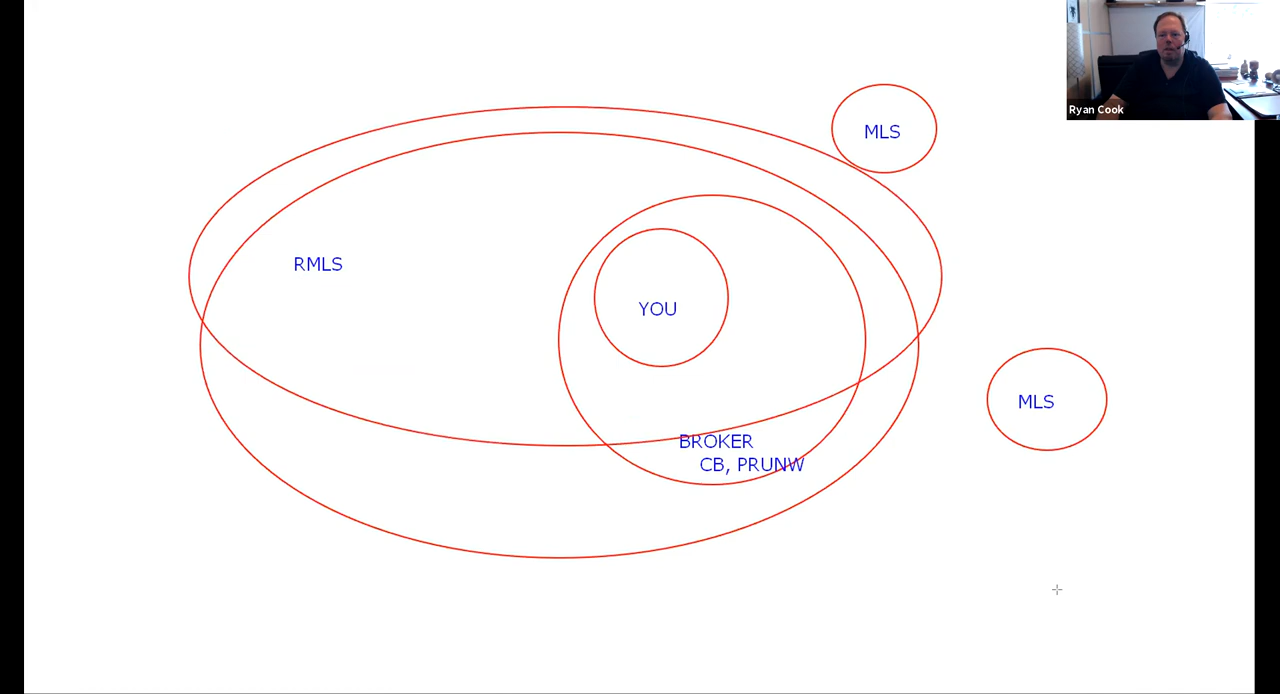 Ryan Cook
MLS
RMLS
YOU
MLS
BROKER
CB, PRUNW